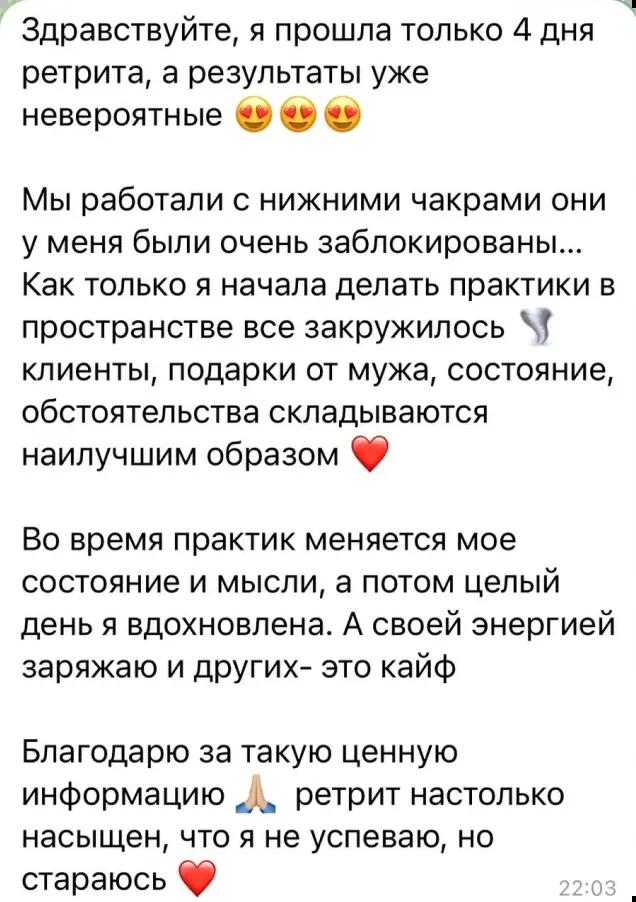 Здравствуйте, я прошла только 4 дня
ретрита, а результаты уже
невероятные 😍😍😍
Мы работали с нижними чакрами они
у меня были очень заблокированы...
Как только я начала делать практики в
пространстве все закружилось 🌪️
клиенты, подарки от мужа, состояние,
обстоятельства складываются
наилучшим образом ❤️
Во время практик меняется мое
состояние и мысли, а потом целый
день я вдохновлена. А своей энергией
заряжаю и других- это кайф
Благодарю за такую ценную
информацию 🙏🏼 ретрит настолько
насыщен, что я не успеваю, но
стараюсь ❤️
22:03